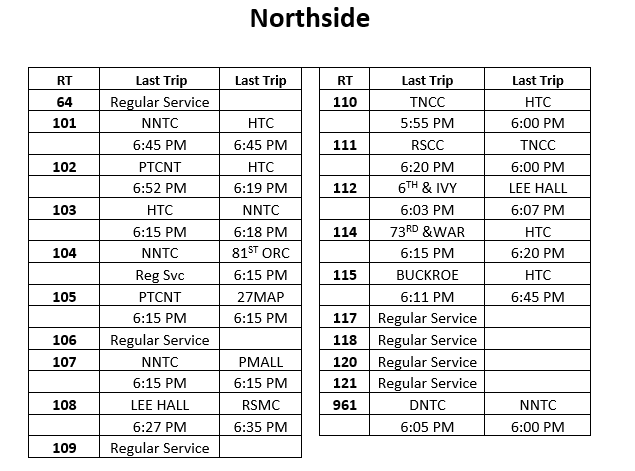 Northside
RT Last Trip Last Trip
64 Regular Service
101 NNTC HTC
6:45 PM 6:45 PM
102 PTCNT HTC
6:52 PM 6:19 PM
103 HTC NNTC
6:15 PM 6:18 PM
104 NNTC 81ST ORC
Reg Svc 6:15 PM
105 PTCNT 27MAP
6:15 PM 6:15 PM
106 Regular Service
107 NNTC PMALL
6:15 PM 6:15 PM
108 LEE HALL RSMC
6:27 PM 6:35 PM
109 Regular Service
RT Last Trip Last Trip
110 TNCC HTC
5:55 PM 6:00 PM
111 RSCC TNCC
6:20 PM 6:00 PM
112 6TH & IVY LEE HALL
6:03 PM 6:07 PM
114 73RD &WAR HTC
6:15 PM 6:20 PM
115 BUCKROE HTC
6:11 PM 6:45 PM
117 Regular Service
118 Regular Service
120 Regular Service
121 Regular Service
961 DNTC NNTC
6:05 PM 6:00 PM